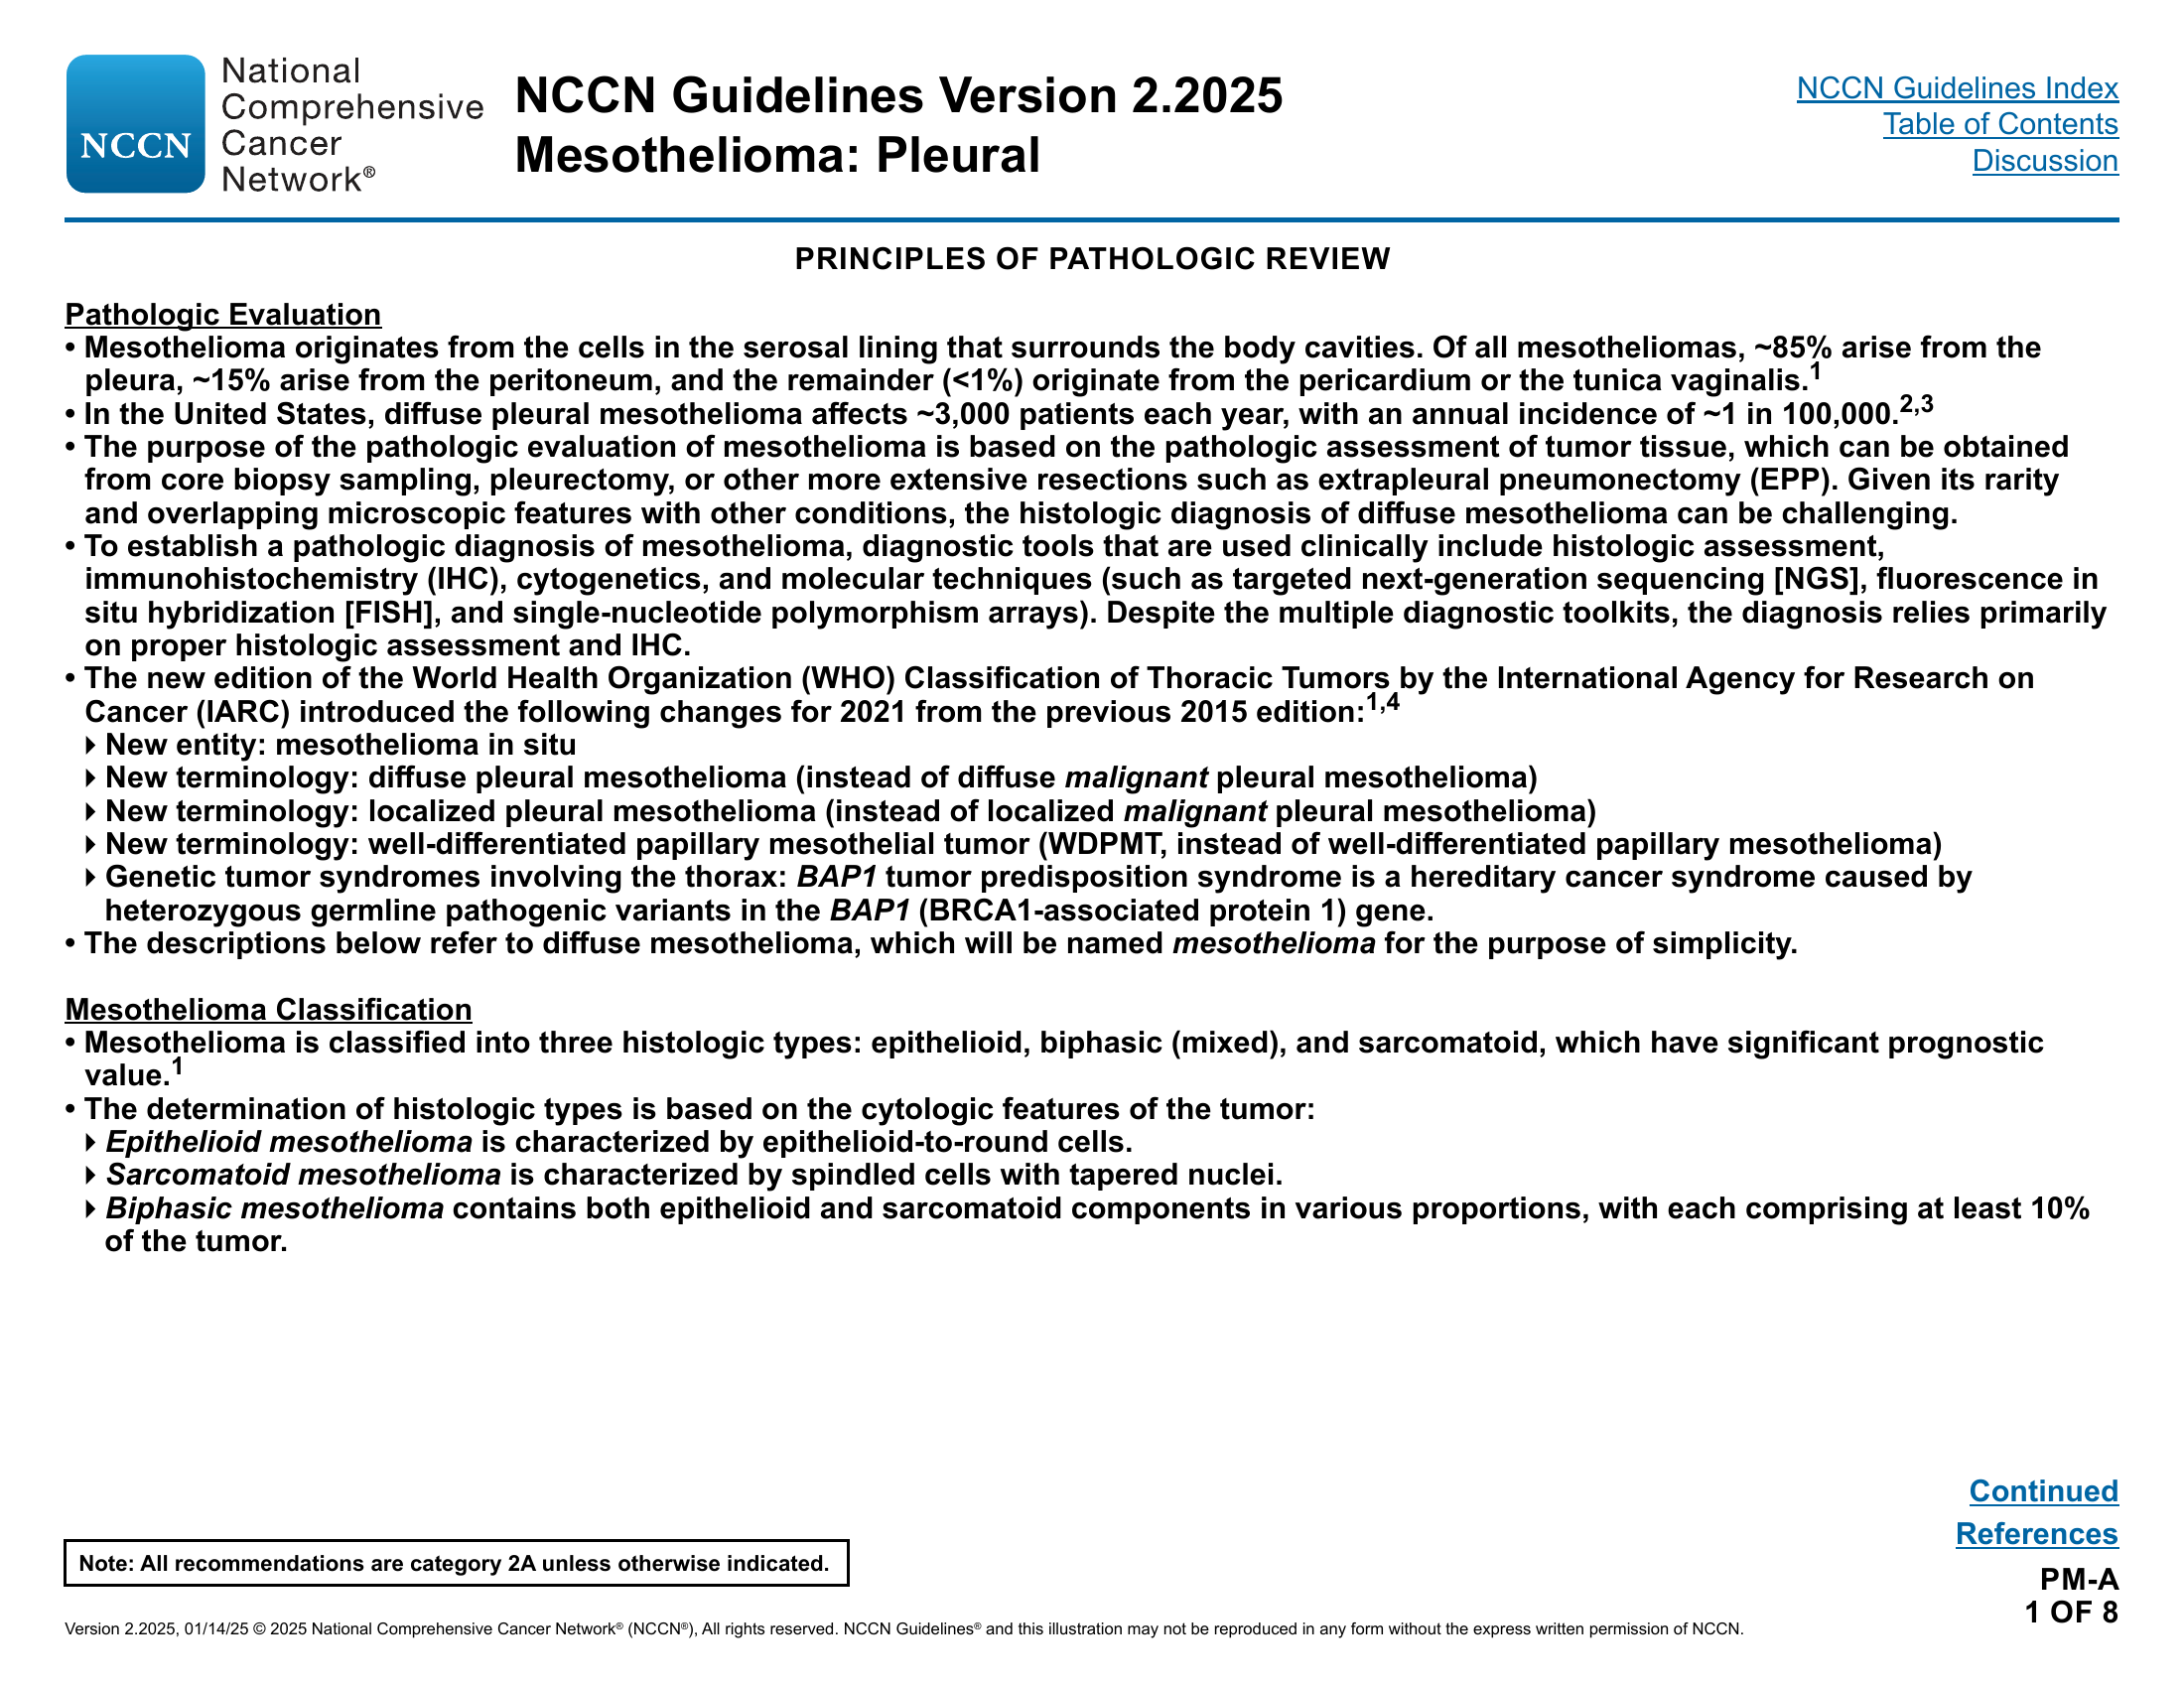 NCCN
National
Comprehensive
Cancer
Network®
NCCN Guidelines Version 2.2025
Mesothelioma: Pleural
NCCN Guidelines Index
Table of Contents
Discussion
PRINCIPLES OF PATHOLOGIC REVIEW
Pathologic Evaluation
• Mesothelioma originates from the cells in the serosal lining that surrounds the body cavities. Of all mesotheliomas, ~85% arise from the
pleura, ~15% arise from the peritoneum, and the remainder (<1%) originate from the pericardium or the tunica vaginalis.1
• In the United States, diffuse pleural mesothelioma affects ~3,000 patients each year, with an annual incidence of ~1 in 100,000.2,3
• The purpose of the pathologic evaluation of mesothelioma is based on the pathologic assessment of tumor tissue, which can be obtained
from core biopsy sampling, pleurectomy, or other more extensive resections such as extrapleural pneumonectomy (EPP). Given its rarity
and overlapping microscopic features with other conditions, the histologic diagnosis of diffuse mesothelioma can be challenging.
• To establish a pathologic diagnosis of mesothelioma, diagnostic tools that are used clinically include histologic assessment,
immunohistochemistry (IHC), cytogenetics, and molecular techniques (such as targeted next-generation sequencing [NGS], fluorescence in
situ hybridization [FISH], and single-nucleotide polymorphism arrays). Despite the multiple diagnostic toolkits, the diagnosis relies primarily
on proper histologic assessment and IHC.
• The new edition of the World Health Organization (WHO) Classification of Thoracic Tumors by the International Agency for Research on
Cancer (IARC) introduced the following changes for 2021 from the previous 2015 edition:1,4
▸ New entity: mesothelioma in situ
▸ New terminology: diffuse pleural mesothelioma (instead of diffuse malignant pleural mesothelioma)
▸ New terminology: localized pleural mesothelioma (instead of localized malignant pleural mesothelioma)
▸ New terminology: well-differentiated papillary mesothelial tumor (WDPMT, instead of well-differentiated papillary mesothelioma)
▸ Genetic tumor syndromes involving the thorax: BAP1 tumor predisposition syndrome is a hereditary cancer syndrome caused by
heterozygous germline pathogenic variants in the BAP1 (BRCA1-associated protein 1) gene.
• The descriptions below refer to diffuse mesothelioma, which will be named mesothelioma for the purpose of simplicity.
Mesothelioma Classification
• Mesothelioma is classified into three histologic types: epithelioid, biphasic (mixed), and sarcomatoid, which have significant prognostic
value.1
• The determination of histologic types is based on the cytologic features of the tumor:
▸ Epithelioid mesothelioma is characterized by epithelioid-to-round cells.
▸ Sarcomatoid mesothelioma is characterized by spindled cells with tapered nuclei.
▸ Biphasic mesothelioma contains both epithelioid and sarcomatoid components in various proportions, with each comprising at least 10%
of the tumor.
Continued
References
Note: All recommendations are category 2A unless otherwise indicated.
PM-A
1 OF 8
Version 2.2025, 01/14/25 © 2025 National Comprehensive Cancer Network® (NCCN®), All rights reserved. NCCN Guidelines® and this illustration may not be reproduced in any form without the express written permission of NCCN.